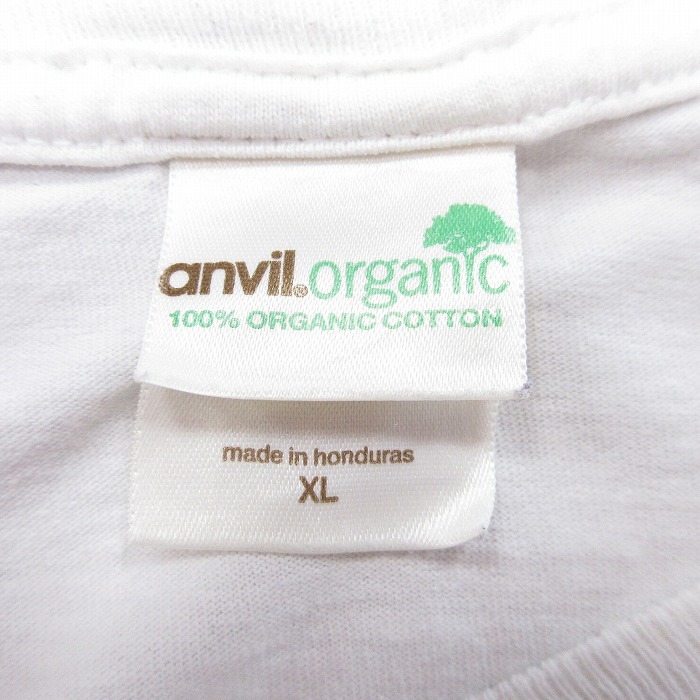 anvil®organic
100% ORGANIC COTTON
made in honduras
XL